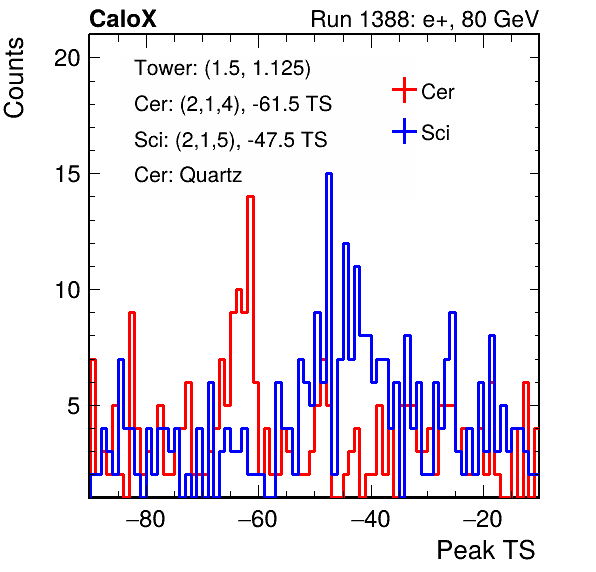 CaloX Run 1388: e+, 80 GeV
Counts
20
15
10
5
Tower: (1.5, 1.125)
Cer: (2,1,4), -61.5 TS
Sci: (2,1,5), -47.5 TS
Cer: Quartz
Cer
Sci
−80 −60 −40 −20
Peak TS